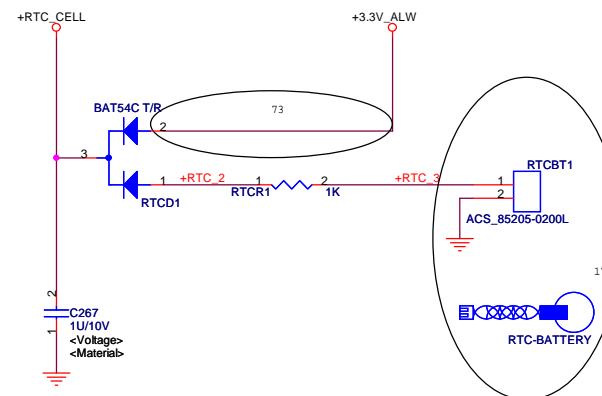 +RTC_CELL
+3.3V_ALW
BAT54C T/R
73
2
3
1
+RTC_2
RTCR1
1
2
1K
+RTC_3
RTCD1
RTCBT1
1
2
ACS_85205-0200L
2
1
C267
1U/10V
<Voltage>
<Material>
RTC-BATTERY